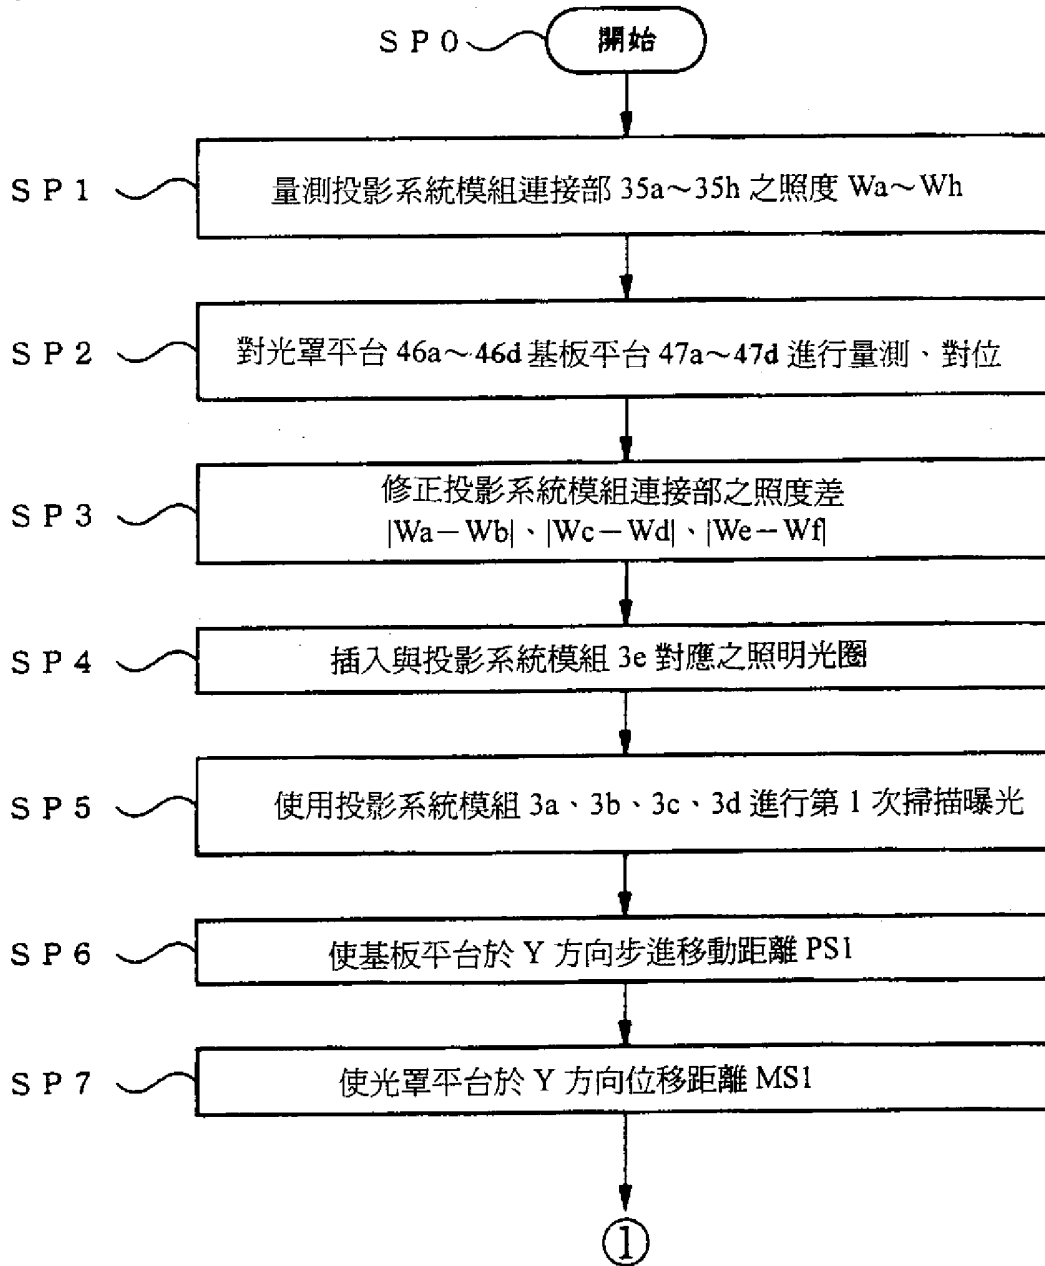 SP0 開始
SP1 量測投影系統模組連接部 35a～35h 之照度 Wa～Wh
SP2 對光罩平台 46a～46d 基板平台 47a～47d 進行量測、對位
SP3 修正投影系統模組連接部之照度差
|Wa－Wb|、|Wc－Wd|、|We－Wf|
SP4 插入與投影系統模組 3e 對應之照明光圈
SP5 使用投影系統模組 3a、3b、3c、3d 進行第 1 次掃描曝光
SP6 使基板平台於 Y 方向步進移動距離 PS1
SP7 使光罩平台於 Y 方向位移距離 MS1
①